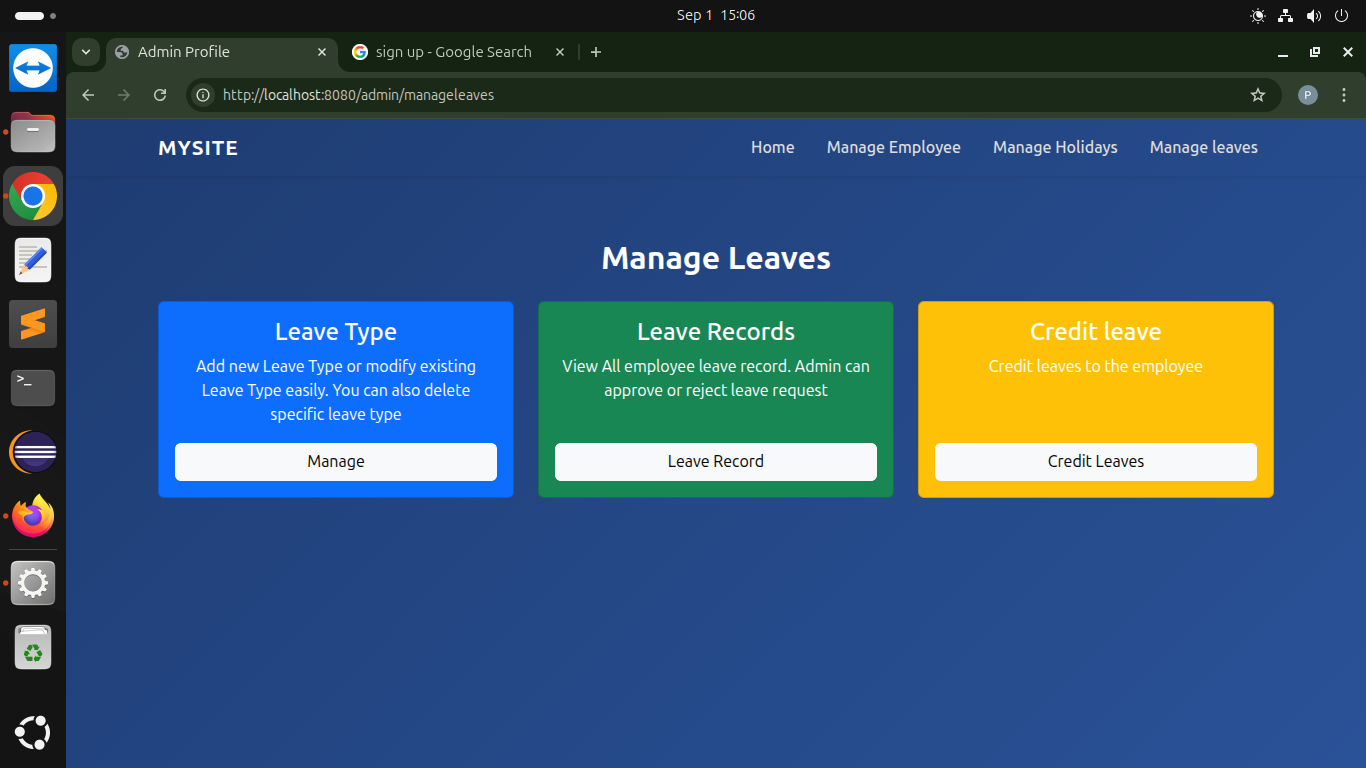 Sep 1 15:06
Admin Profile
sign up - Google Search
http://localhost:8080/admin/manageleaves
P
MYSITE
Home
Manage Employee
Manage Holidays
Manage leaves
Manage Leaves
Leave Type
Add new Leave Type or modify existing
Leave Type easily. You can also delete
specific leave type
Manage
Leave Records
View All employee leave record. Admin can
approve or reject leave request
Leave Record
Credit leave
Credit leaves to the employee
Credit Leaves